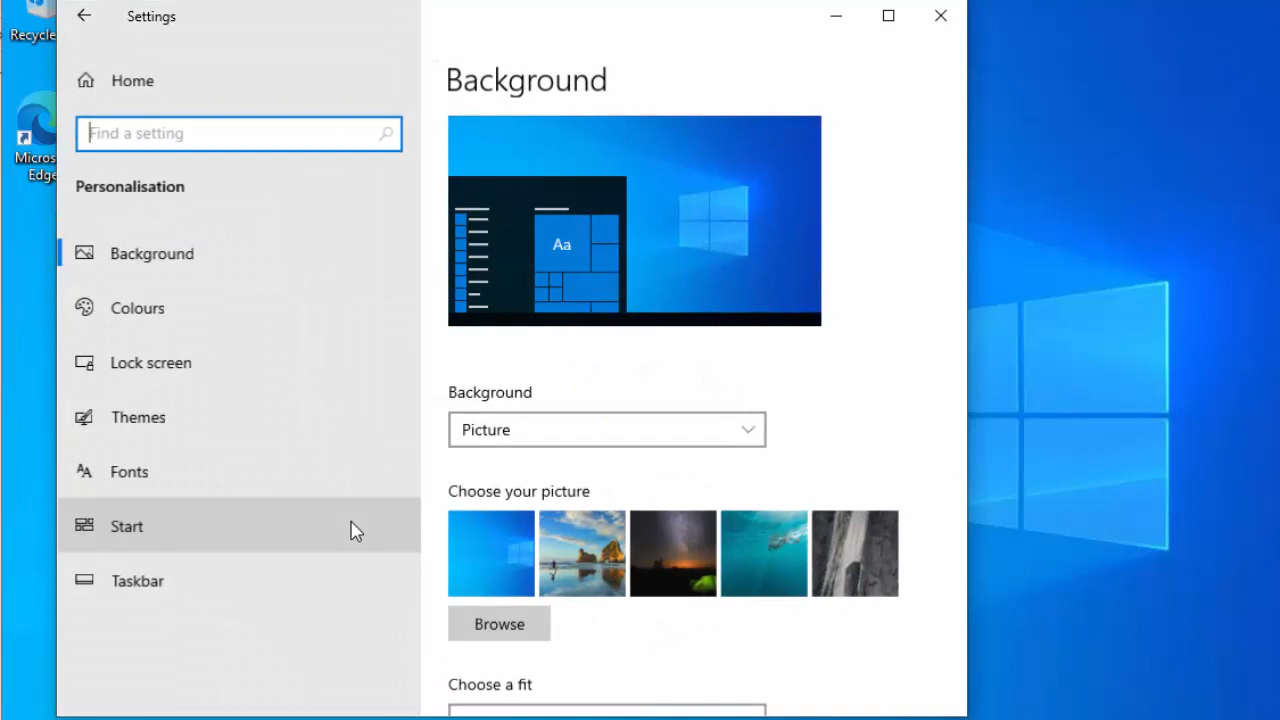 Settings
Recycle
Home
Find a setting
Micros
Edge
Personalisation
Background
Colours
Lock screen
Themes
Fonts
Start
Taskbar
Background
Aa
Background
Picture
Choose your picture
Browse
Choose a fit